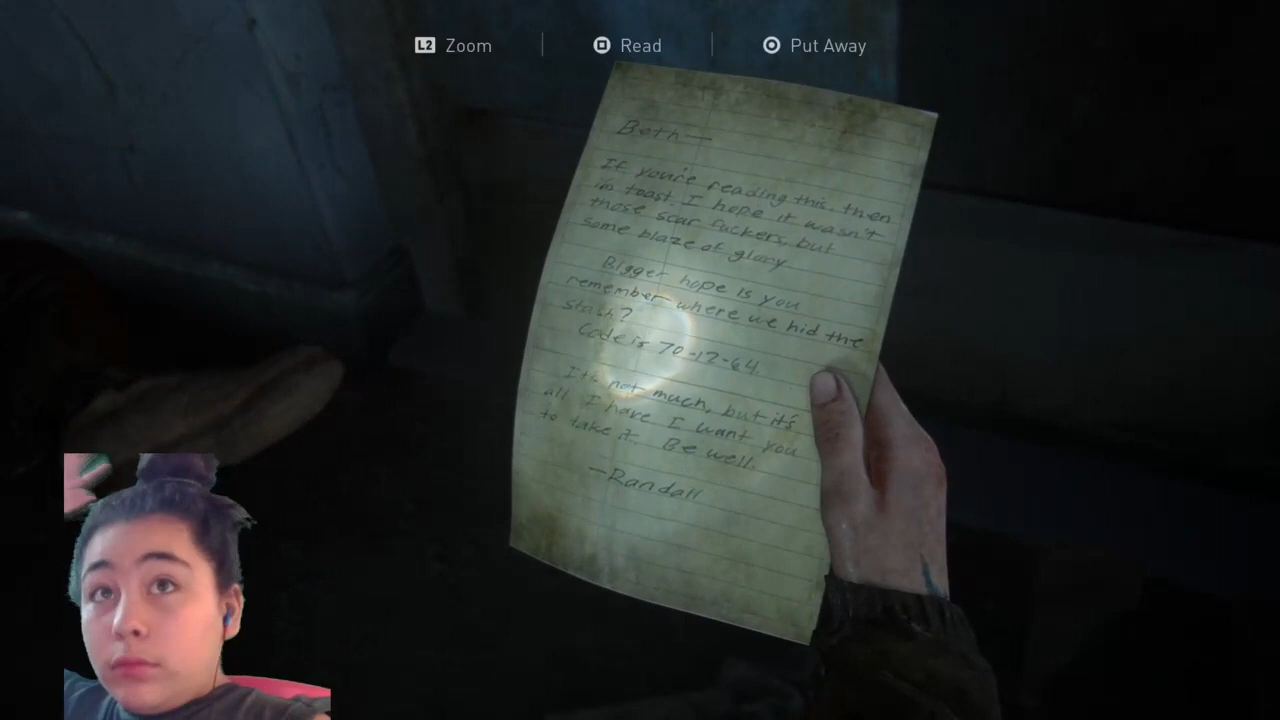 L2 Zoom | Read | Put Away
Beth—
If you're reading this, then
i'm toast. I hope it wasn't
those scar fuckers, but
some blaze of glory
Bigger hope is you
remember where we hid the
stash?
Code is 70-12-64.
It's not much, but it's
all I have I want you
to take it. Be well.
—Randall